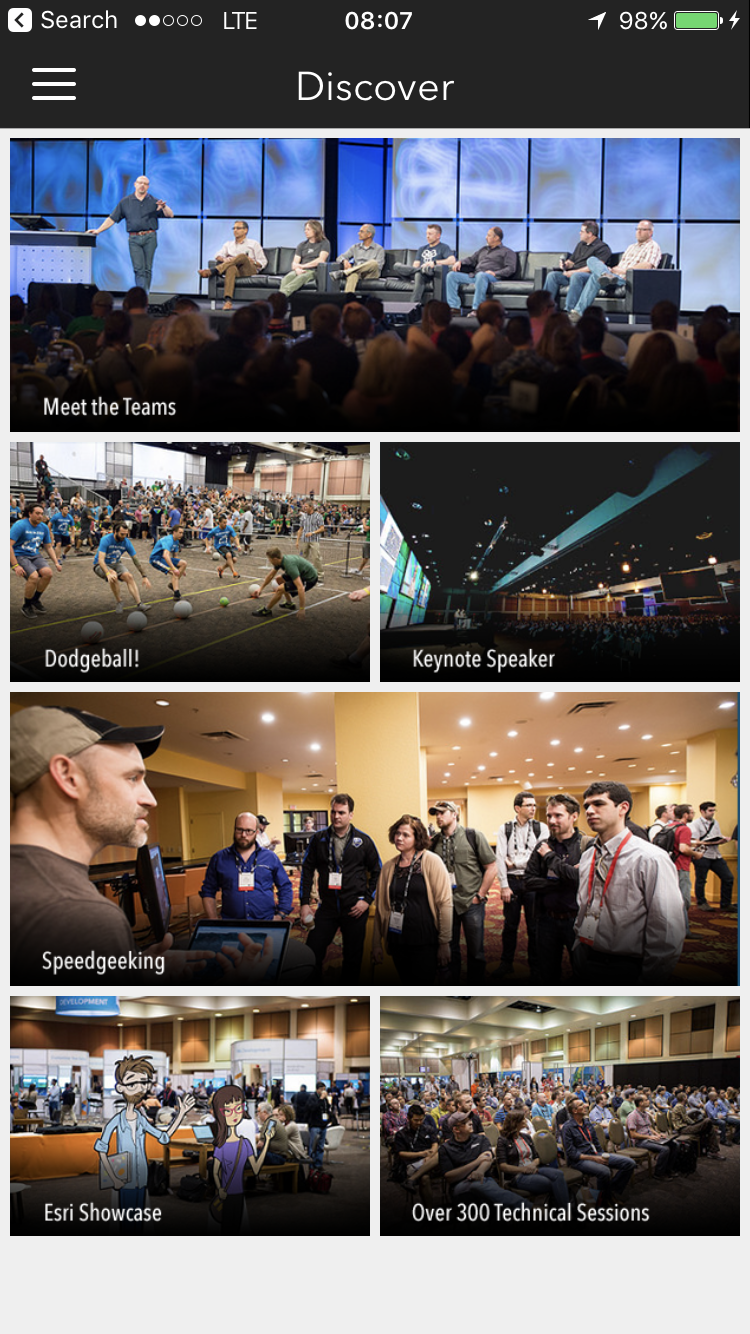 Search LTE 08:07 98%
Discover
Meet the Teams
Dodgeball!
Keynote Speaker
Speedgeeking
DEVELOPMENT
Esri Showcase
Over 300 Technical Sessions